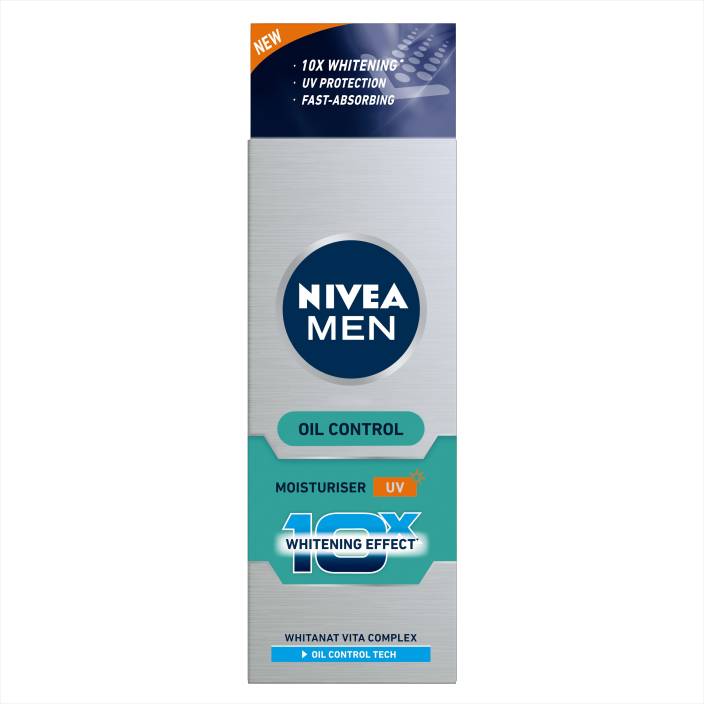 NEW
· 10X WHITENING*
· UV PROTECTION
· FAST-ABSORBING
NIVEA
MEN
OIL CONTROL
MOISTURISER UV
10X
WHITENING EFFECT*
WHITANAT VITA COMPLEX
OIL CONTROL TECH